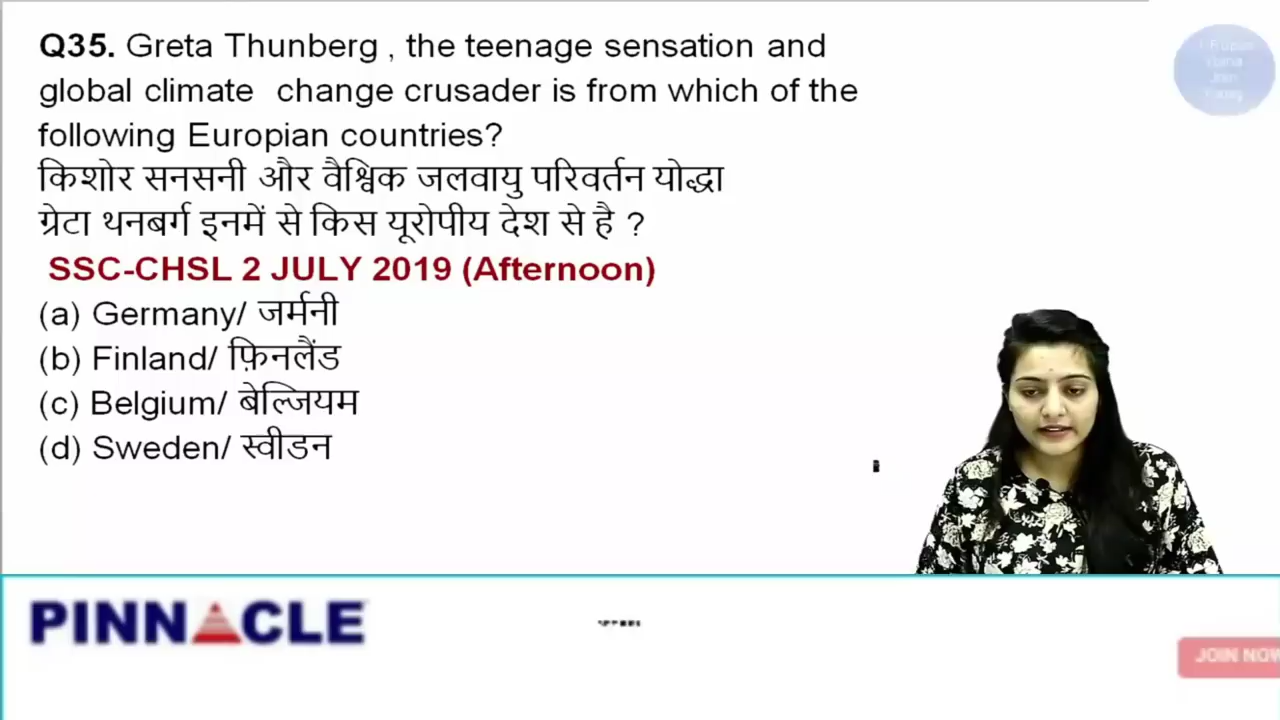 Q35. Greta Thunberg , the teenage sensation and
global climate change crusader is from which of the
following Europian countries?
किशोर सनसनी और वैश्विक जलवायु परिवर्तन योद्धा
ग्रेटा थनबर्ग इनमें से किस यूरोपीय देश से है ?
SSC-CHSL 2 JULY 2019 (Afternoon)
(a) Germany/ जर्मनी
(b) Finland/ फ़िनलैंड
(c) Belgium/ बेल्जियम
(d) Sweden/ स्वीडन
PINNACLE
JOIN NOW